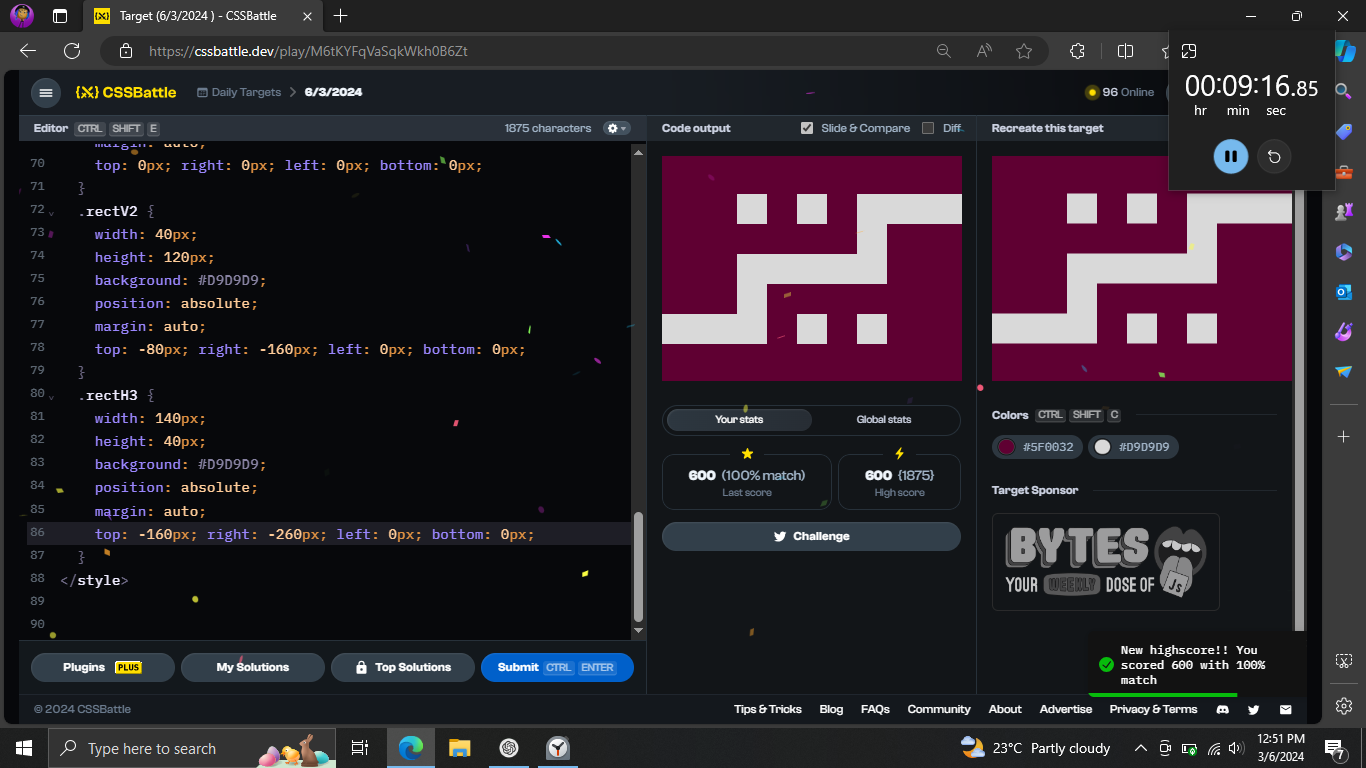 Target (6/3/2024 ) - CSSBattle
https://cssbattle.dev/play/M6tKYFqVaSqkWkh0B6Zt
00:09:16.85
hr min sec
{X} CSSBattle
Daily Targets > 6/3/2024
96 Online
Editor CTRL SHIFT E
1875 characters
Code output
Slide & Compare
Diff
Recreate this target
70 top: 0px; right: 0px; left: 0px; bottom: 0px;
71 }
72 .rectV2 {
73 width: 40px;
74 height: 120px;
75 background: #D9D9D9;
76 position: absolute;
77 margin: auto;
78 top: -80px; right: -160px; left: 0px; bottom: 0px;
79 }
80 .rectH3 {
81 width: 140px;
82 height: 40px;
83 background: #D9D9D9;
84 position: absolute;
85 margin: auto;
86 top: -160px; right: -260px; left: 0px; bottom: 0px;
87 }
88 </style>
89
90
Your stats
Global stats
600 (100% match)
Last score
600 {1875}
High score
Challenge
Colors CTRL SHIFT C
#5F0032
#D9D9D9
Target Sponsor
BYTES
YOUR WEEKLY DOSE OF JS
New highscore!! You
scored 600 with 100%
match
Plugins PLUS
My Solutions
Top Solutions
Submit CTRL ENTER
© 2024 CSSBattle
Tips & Tricks
Blog
FAQs
Community
About
Advertise
Privacy & Terms
Type here to search
23°C Partly cloudy
12:51 PM
3/6/2024
7